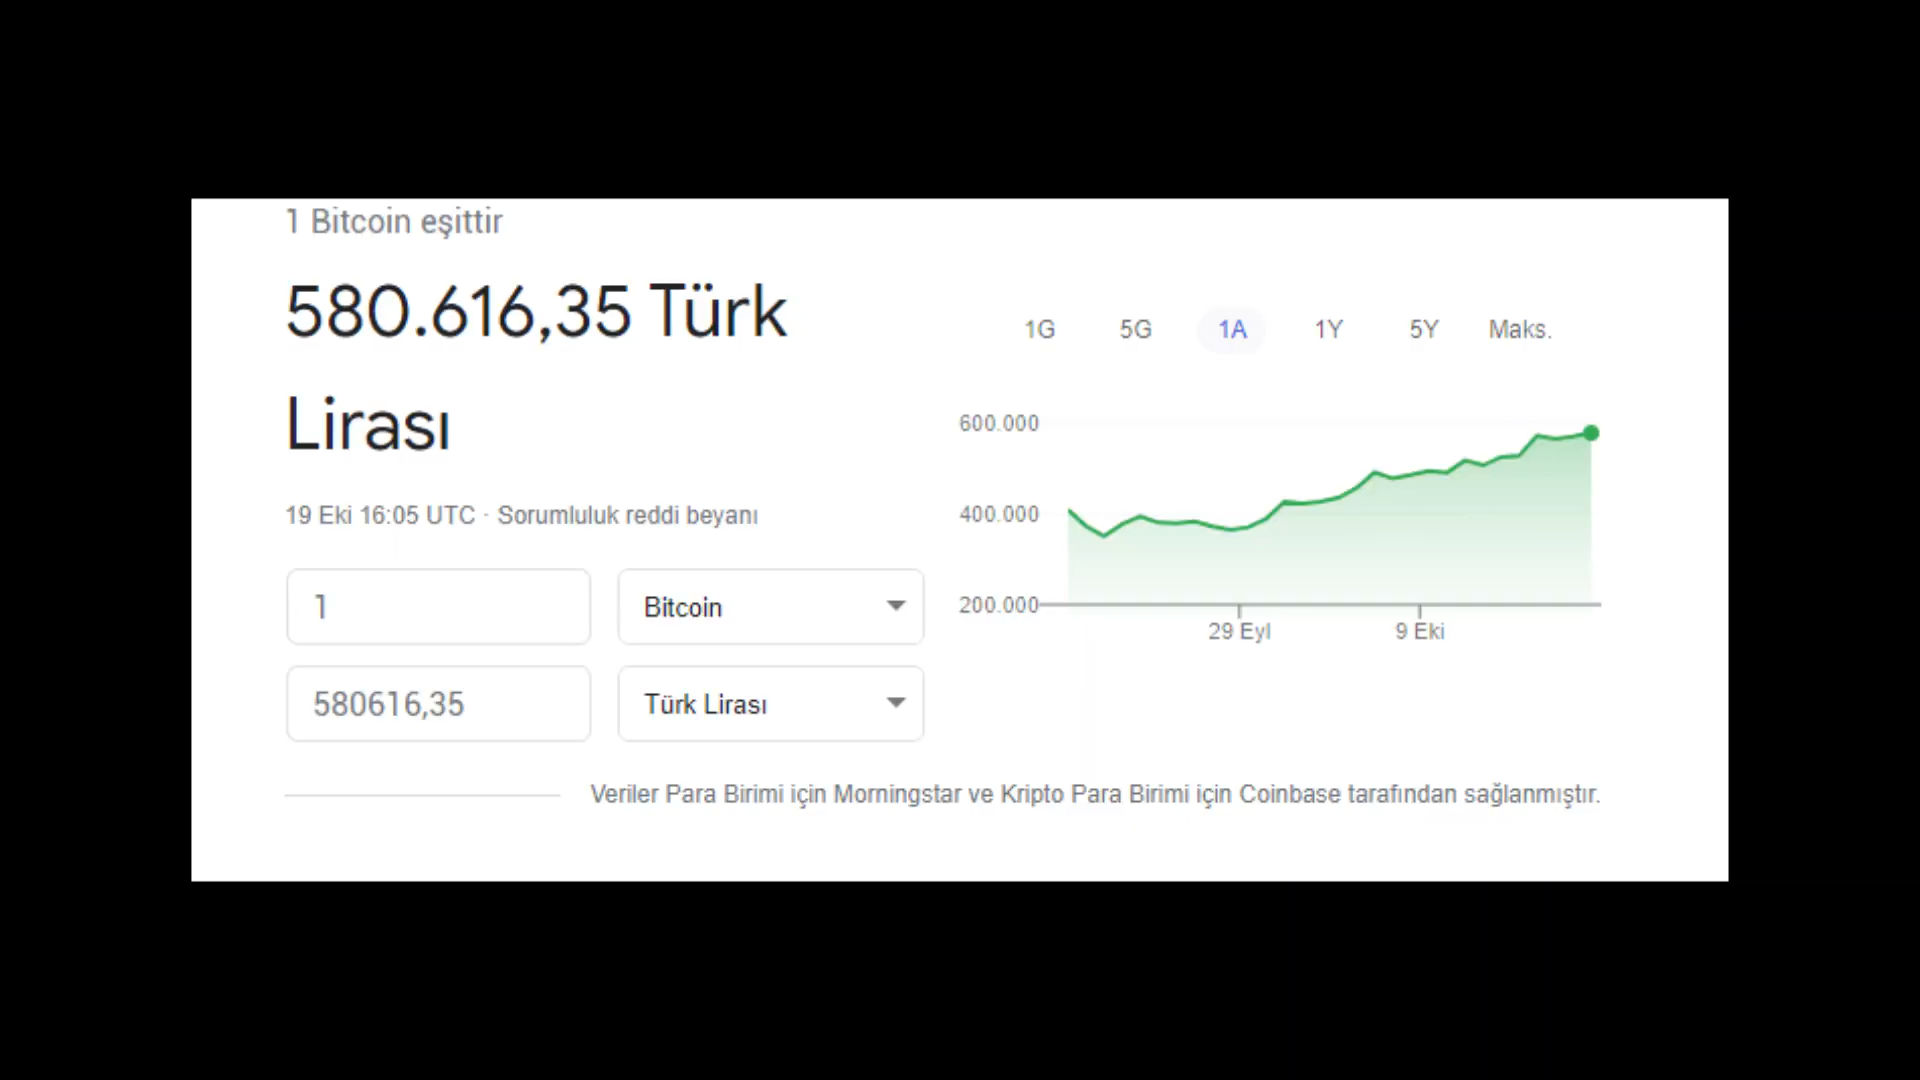 1 Bitcoin eşittir
580.616,35 Türk
Lirası
19 Eki 16:05 UTC · Sorumluluk reddi beyanı
1
Bitcoin
580616,35
Türk Lirası
1G 5G 1A 1Y 5Y Maks.
600.000
400.000
200.000
29 Eyl 9 Eki
Veriler Para Birimi için Morningstar ve Kripto Para Birimi için Coinbase tarafından sağlanmıştır.